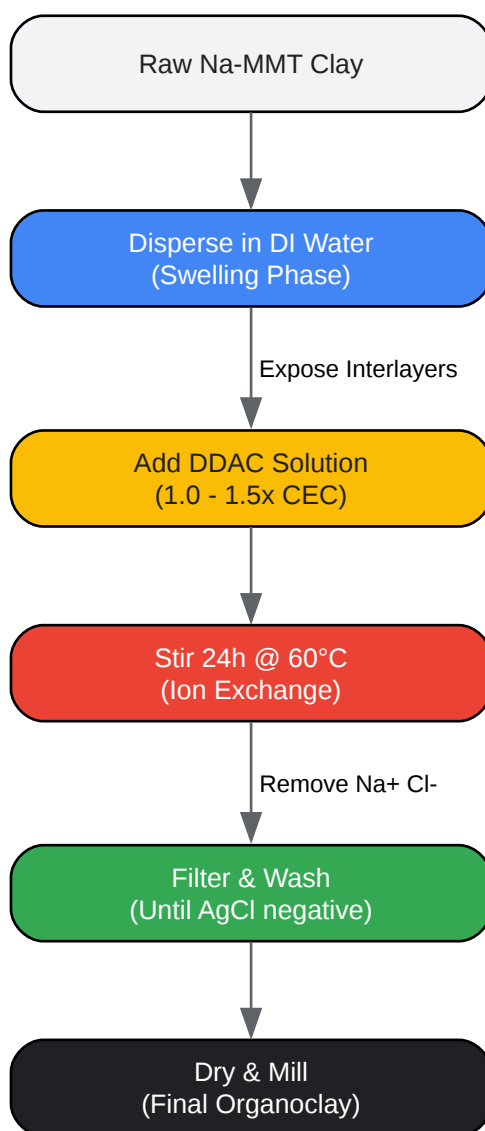 Raw Na-MMT Clay
Disperse in DI Water
(Swelling Phase)
Expose Interlayers
Add DDAC Solution
(1.0 - 1.5x CEC)
Stir 24h @ 60°C
(Ion Exchange)
Remove Na+ Cl-
Filter & Wash
(Until AgCl negative)
Dry & Mill
(Final Organoclay)